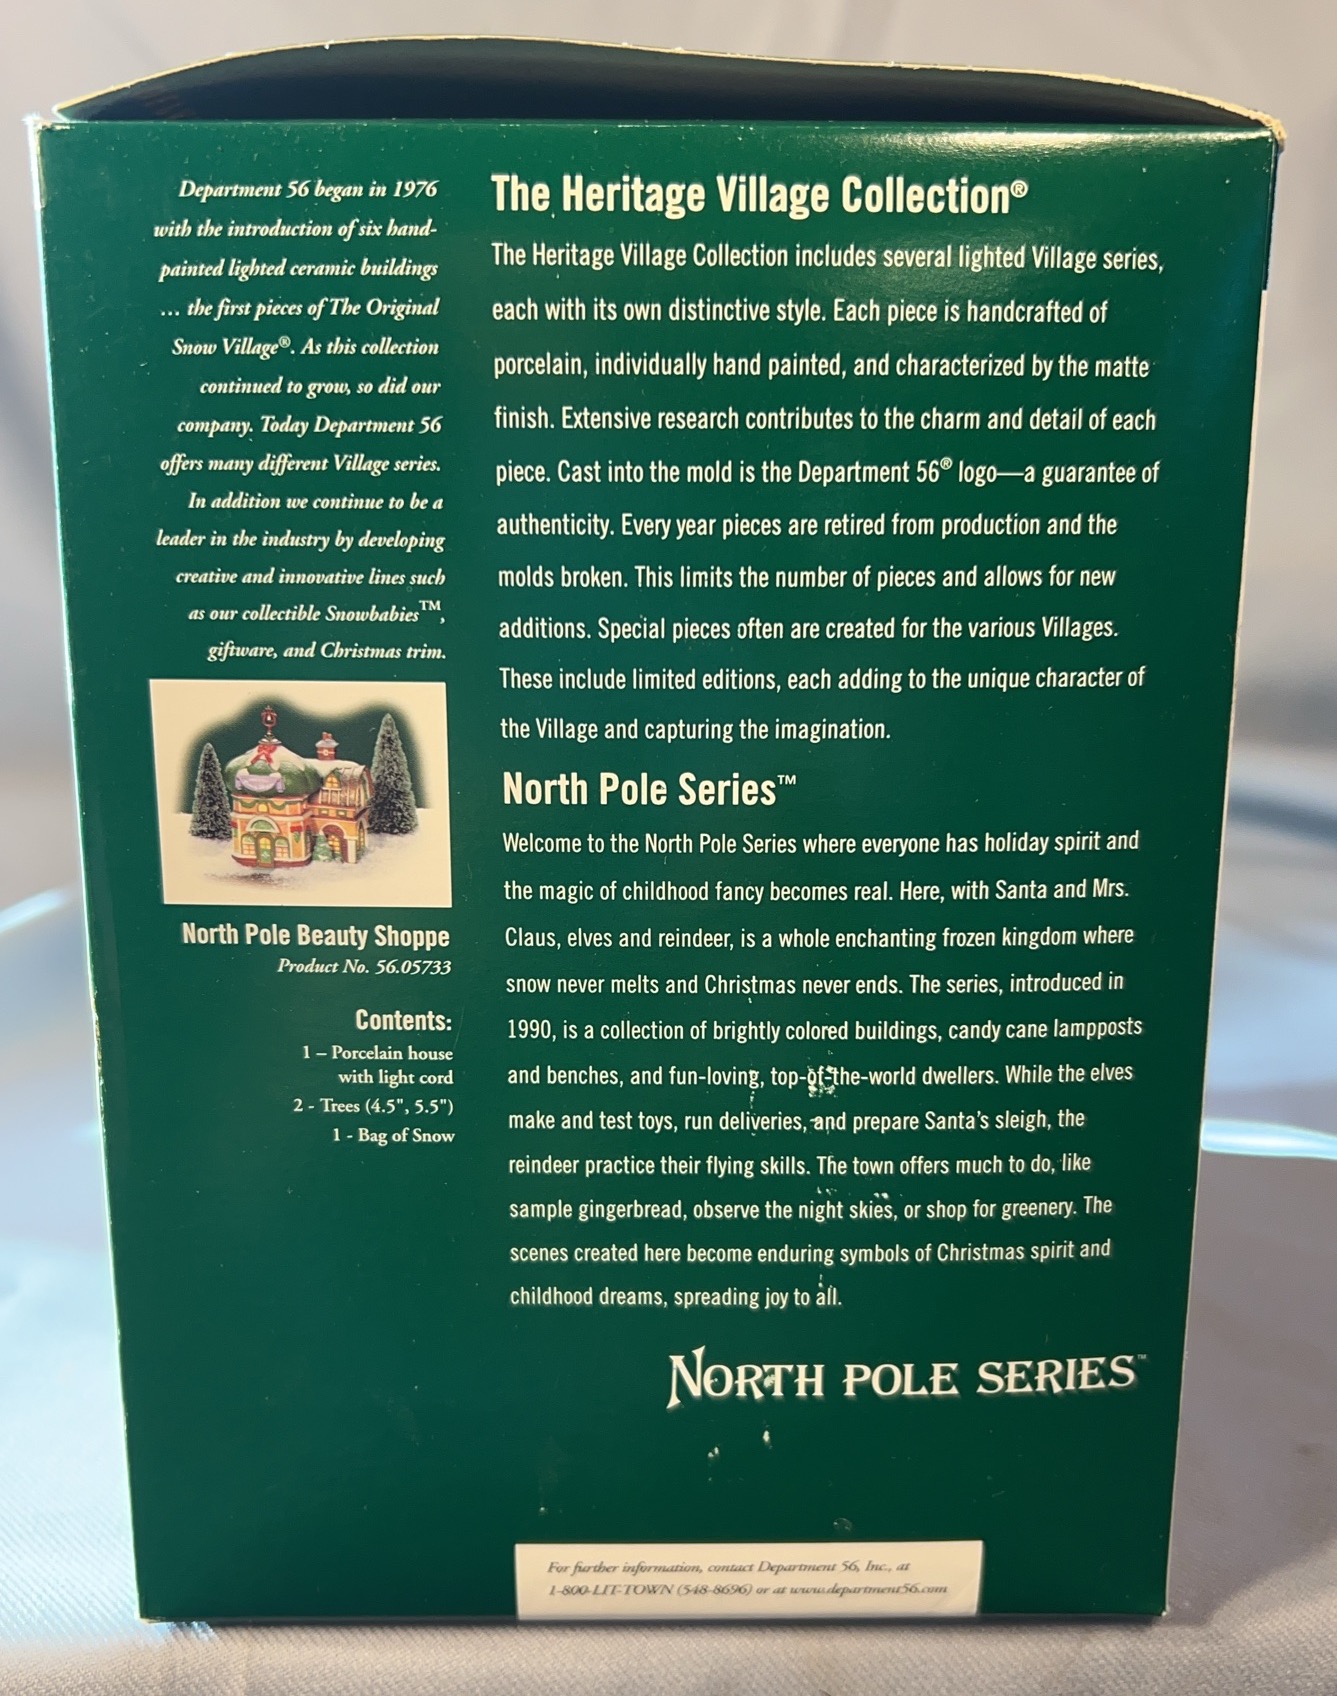 Department 56 began in 1976
with the introduction of six hand-
painted lighted ceramic buildings
... the first pieces of The Original
Snow Village®. As this collection
continued to grow, so did our
company. Today Department 56
offers many different Village series.
In addition we continue to be a
leader in the industry by developing
creative and innovative lines such
as our collectible Snowbabies™,
giftware, and Christmas trim.
North Pole Beauty Shoppe
Product No. 56.05733
Contents:
1 – Porcelain house
with light cord
2 - Trees (4.5", 5.5")
1 - Bag of Snow
The Heritage Village Collection®
The Heritage Village Collection includes several lighted Village series,
each with its own distinctive style. Each piece is handcrafted of
porcelain, individually hand painted, and characterized by the matte
finish. Extensive research contributes to the charm and detail of each
piece. Cast into the mold is the Department 56® logo—a guarantee of
authenticity. Every year pieces are retired from production and the
molds broken. This limits the number of pieces and allows for new
additions. Special pieces often are created for the various Villages.
These include limited editions, each adding to the unique character of
the Village and capturing the imagination.
North Pole Series™
Welcome to the North Pole Series where everyone has holiday spirit and
the magic of childhood fancy becomes real. Here, with Santa and Mrs.
Claus, elves and reindeer, is a whole enchanting frozen kingdom where
snow never melts and Christmas never ends. The series, introduced in
1990, is a collection of brightly colored buildings, candy cane lampposts
and benches, and fun-loving, top-of-the-world dwellers. While the elves
make and test toys, run deliveries, and prepare Santa's sleigh, the
reindeer practice their flying skills. The town offers much to do, like
sample gingerbread, observe the night skies, or shop for greenery. The
scenes created here become enduring symbols of Christmas spirit and
childhood dreams, spreading joy to all.
NORTH POLE SERIES™
For further information, contact Department 56, Inc., at
1-800-LIT-TOWN (548-8696) or at www.department56.com